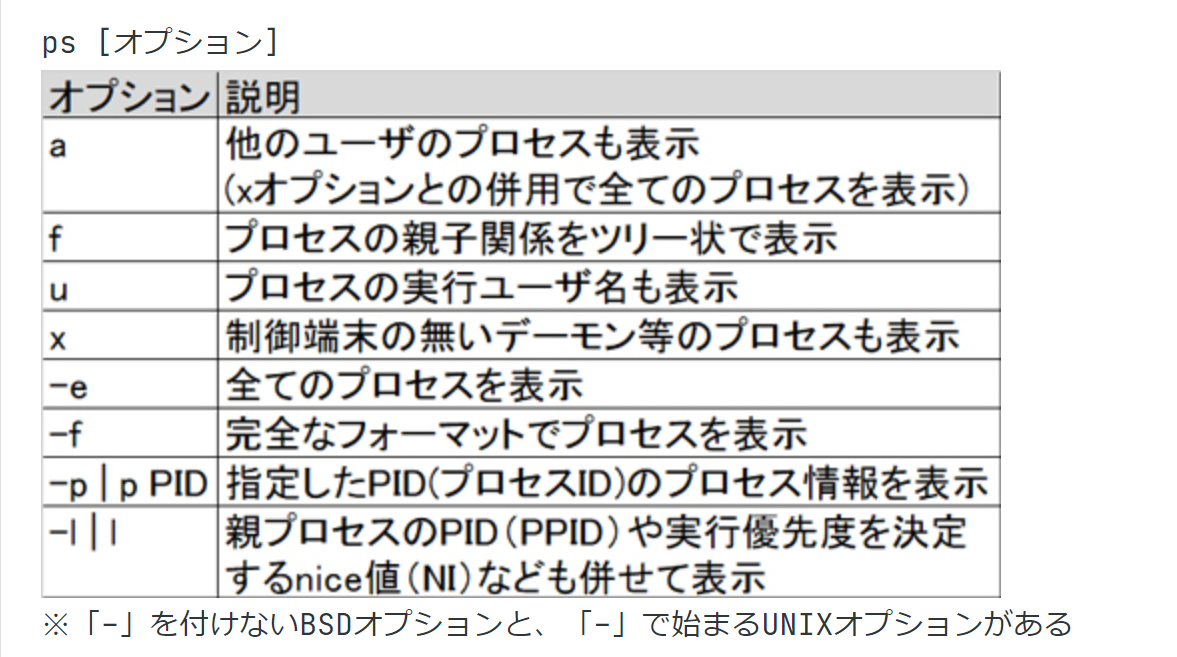 ps [オプション]
オプション 説明
a 他のユーザのプロセスも表示
(xオプションとの併用で全てのプロセスを表示)
f プロセスの親子関係をツリー状で表示
u プロセスの実行ユーザ名も表示
x 制御端末の無いデーモン等のプロセスも表示
-e 全てのプロセスを表示
-f 完全なフォーマットでプロセスを表示
-p | p PID 指定したPID(プロセスID)のプロセス情報を表示
-l | l 親プロセスのPID(PPID)や実行優先度を決定
するnice値(NI)なども併せて表示
※「-」を付けないBSDオプションと、「-」で始まるUNIXオプションがある